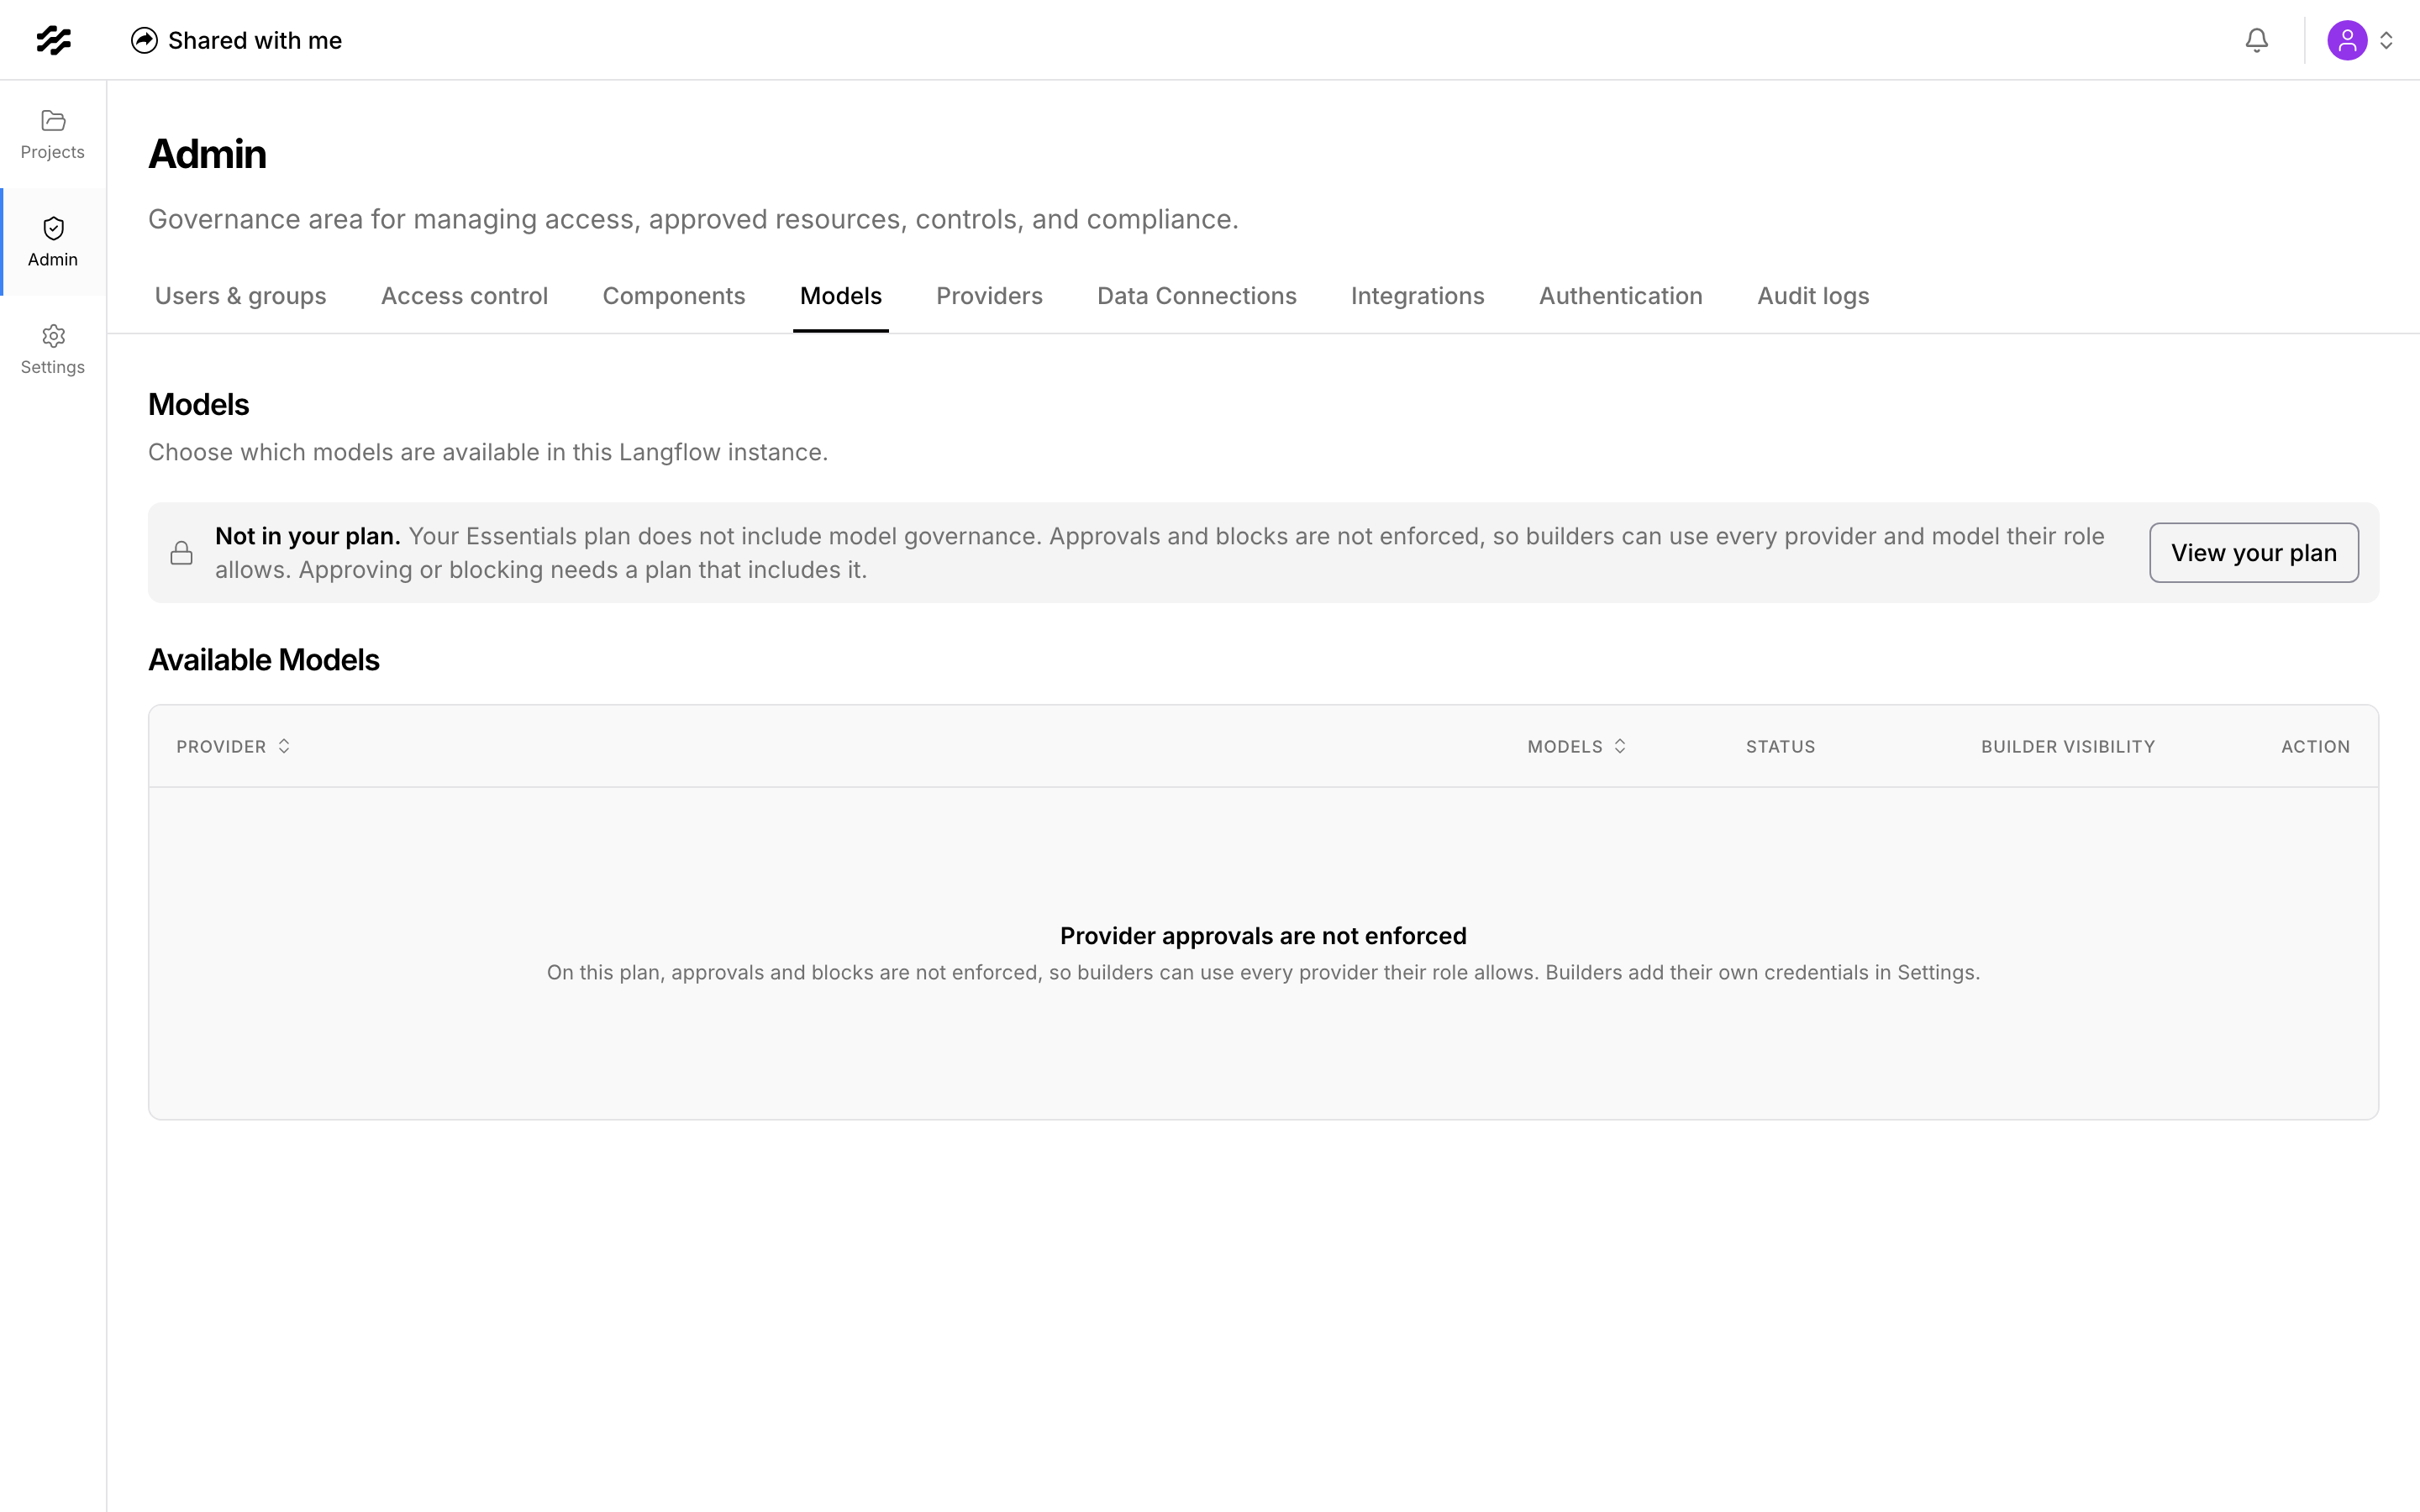 Shared with me
Projects
Admin
Settings
Admin
Governance area for managing access, approved resources, controls, and compliance.
Users & groups
Access control
Components
Models
Providers
Data Connections
Integrations
Authentication
Audit logs
Models
Choose which models are available in this Langflow instance.
Not in your plan. Your Essentials plan does not include model governance. Approvals and blocks are not enforced, so builders can use every provider and model their role
allows. Approving or blocking needs a plan that includes it.
View your plan
Available Models
PROVIDER
MODELS
STATUS
BUILDER VISIBILITY
ACTION
Provider approvals are not enforced
On this plan, approvals and blocks are not enforced, so builders can use every provider their role allows. Builders add their own credentials in Settings.